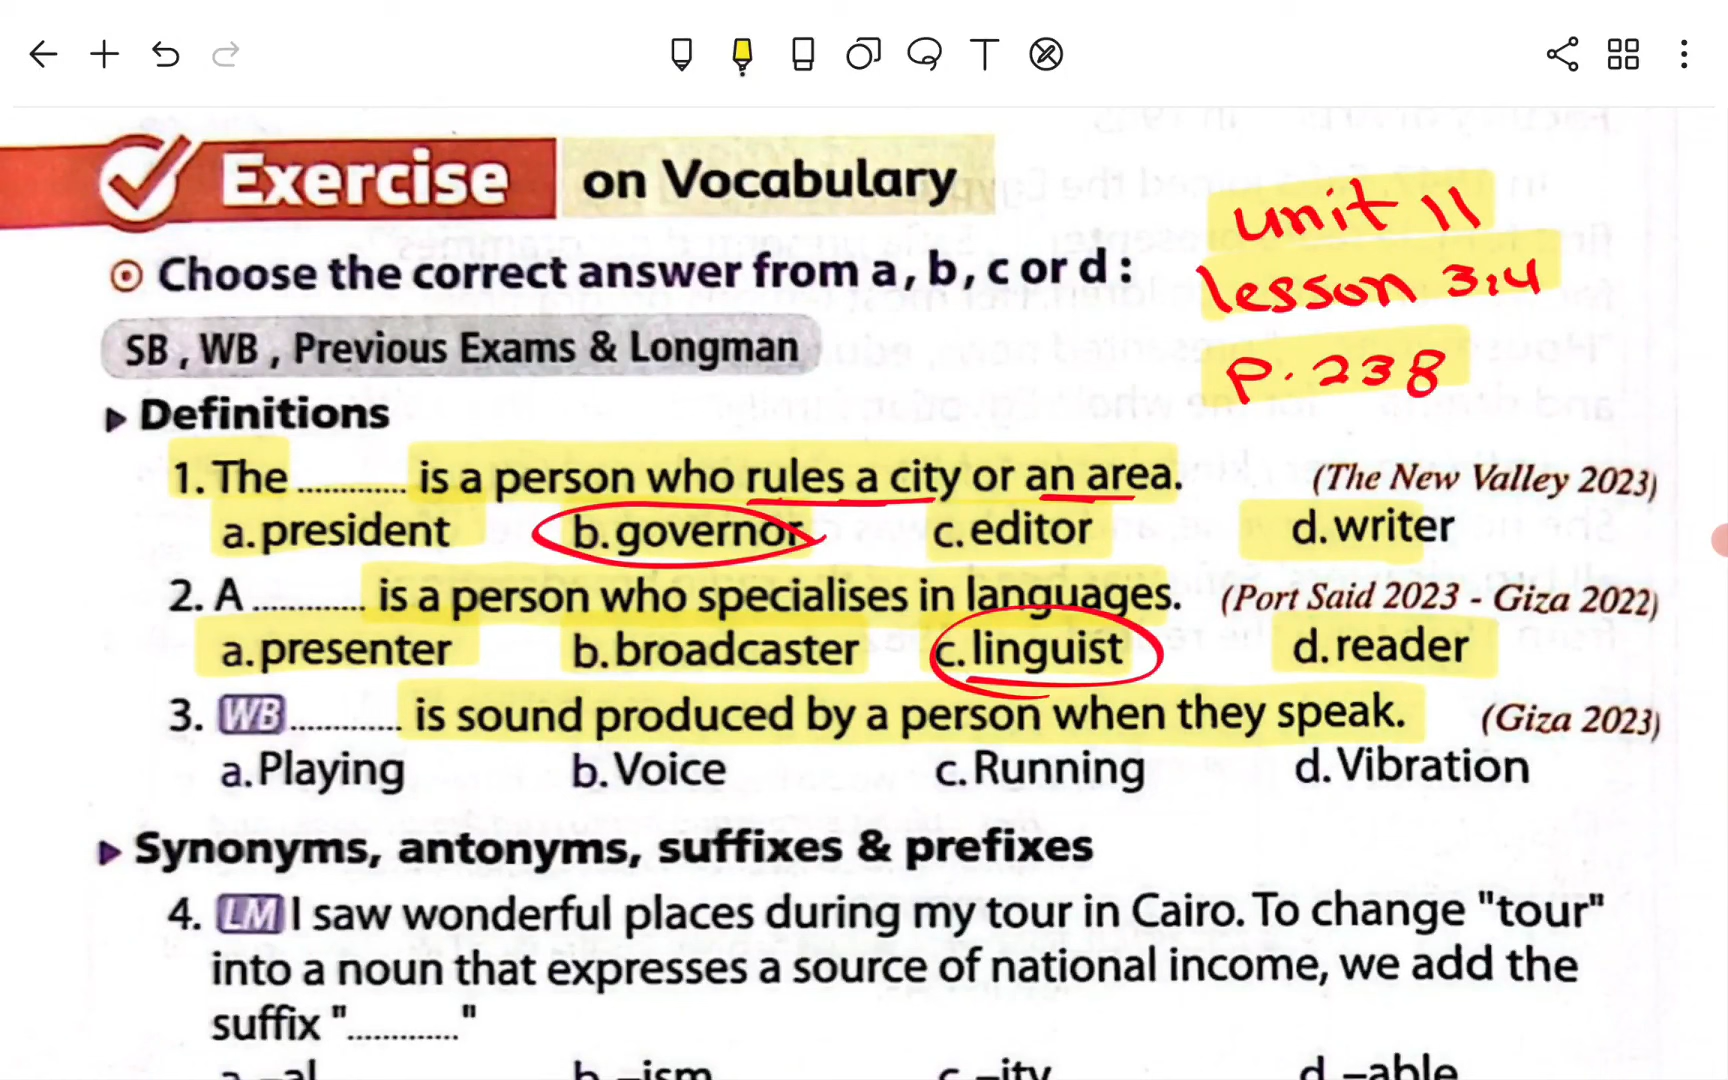 Exercise on Vocabulary
unit 11
Choose the correct answer from a, b, c or d :
lesson 3,4
SB , WB , Previous Exams & Longman
p. 238
Definitions
1. The ............ is a person who rules a city or an area. (The New Valley 2023)
a. president b. governor c. editor d. writer
2. A ............ is a person who specialises in languages. (Port Said 2023 - Giza 2022)
a. presenter b. broadcaster c. linguist d. reader
3. WB ............ is sound produced by a person when they speak. (Giza 2023)
a. Playing b. Voice c. Running d. Vibration
Synonyms, antonyms, suffixes & prefixes
4. LM I saw wonderful places during my tour in Cairo. To change "tour"
into a noun that expresses a source of national income, we add the
suffix "............"
a. –al b. –ism c. –ity d. –able